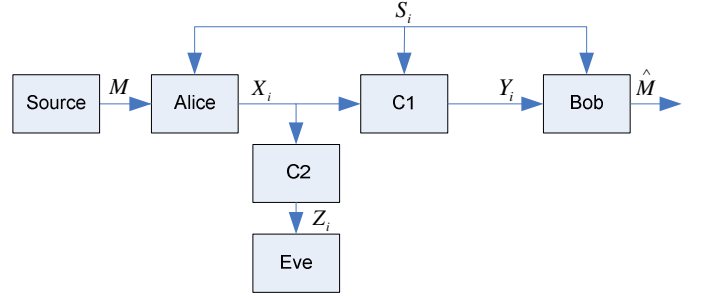 S_i
Source M Alice X_i C1 Y_i Bob M̂
C2
Z_i
Eve